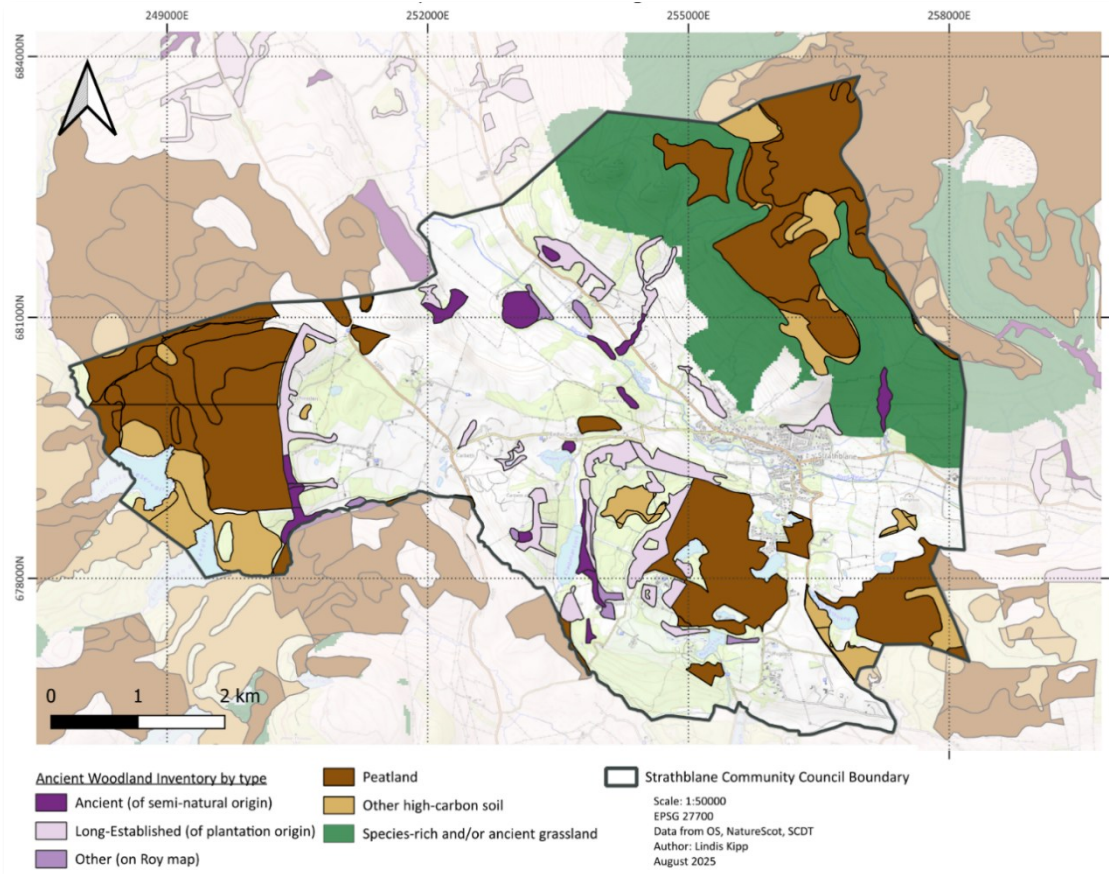 249000E 252000E 255000E 258000E
684000N
681000N
678000N
Strathblane
0 1 2 km
Ancient Woodland Inventory by type
Ancient (of semi-natural origin)
Long-Established (of plantation origin)
Other (on Roy map)
Peatland
Other high-carbon soil
Species-rich and/or ancient grassland
Strathblane Community Council Boundary
Scale: 1:50000
EPSG 27700
Data from OS, NatureScot, SCDT
Author: Lindis Kipp
August 2025